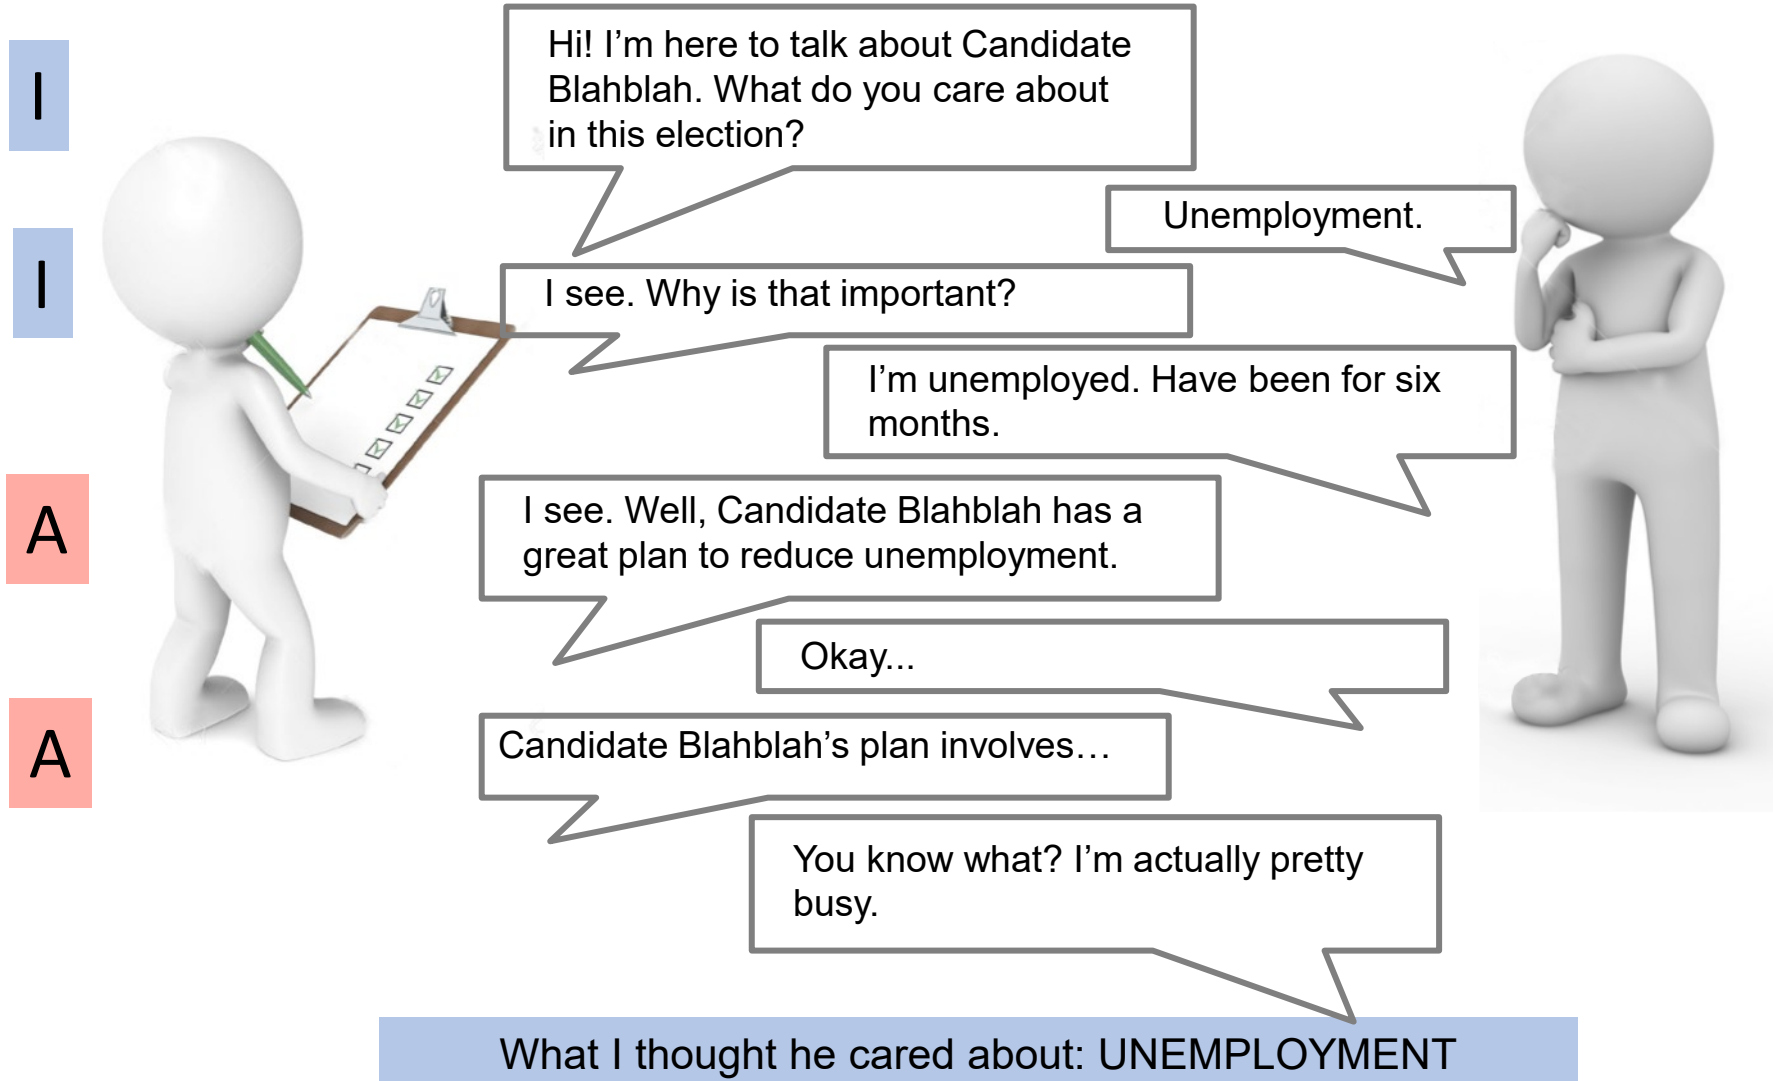 I
Hi! I'm here to talk about Candidate
Blahblah. What do you care about
in this election?
Unemployment.
I
I see. Why is that important?
I'm unemployed. Have been for six
months.
A
I see. Well, Candidate Blahblah has a
great plan to reduce unemployment.
Okay...
A
Candidate Blahblah’s plan involves…
You know what? I'm actually pretty
busy.
What I thought he cared about: UNEMPLOYMENT